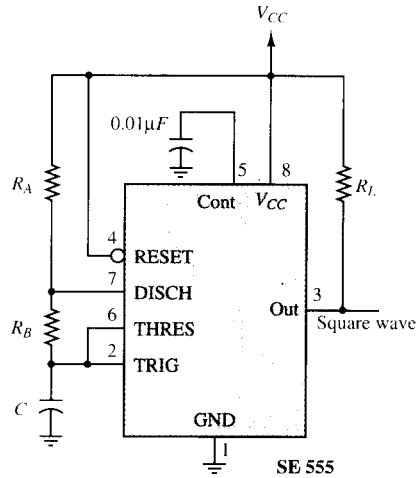 V_CC
0.01μF
5
8
R_A
Cont
V_CC
R_L
4
RESET
7
DISCH
3
Out
Square wave
R_B
6
THRES
2
TRIG
C
GND
1
SE 555